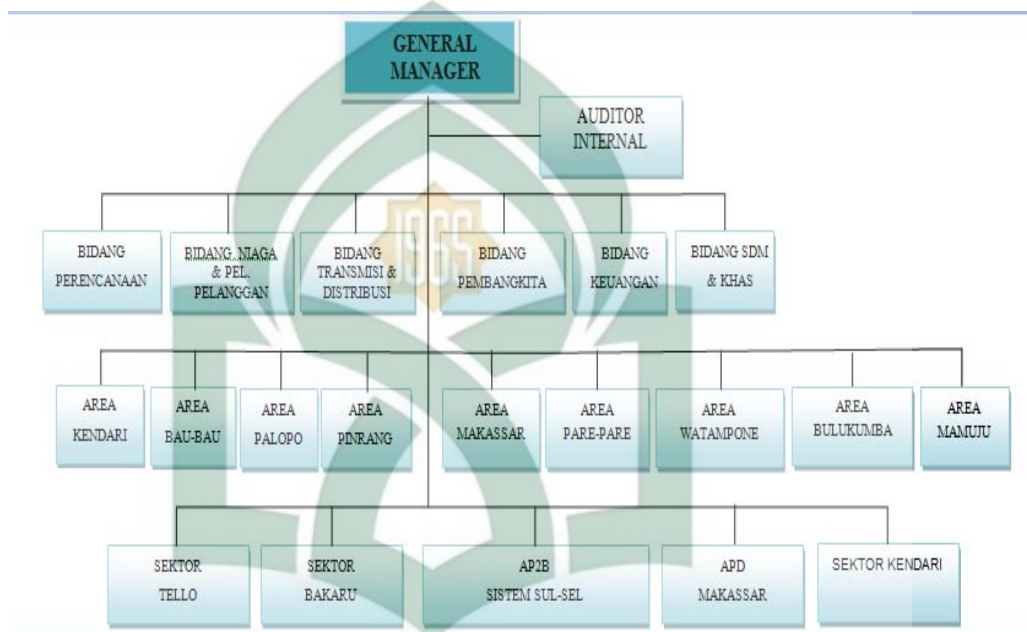 GENERAL
MANAGER
AUDITOR
INTERNAL
1965
BIDANG
PERENCANAAN
BIDANG NIAGA
& PEL.
PELANGGAN
BIDANG
TRANSMISI &
DISTRIBUSI
BIDANG
PEMBANGKITA
BIDANG
KEUANGAN
BIDANG SDM
& KHAS
AREA
KENDARI
AREA
BAU-BAU
AREA
PALOPO
AREA
PINRANG
AREA
MAKASSAR
AREA
PARE-PARE
AREA
WATAMPONE
AREA
BULUKUMBA
AREA
MAMUJU
SEKTOR
TELLO
SEKTOR
BAKARU
AP2B
SISTEM SUL-SEL
APD
MAKASSAR
SEKTOR KENDARI